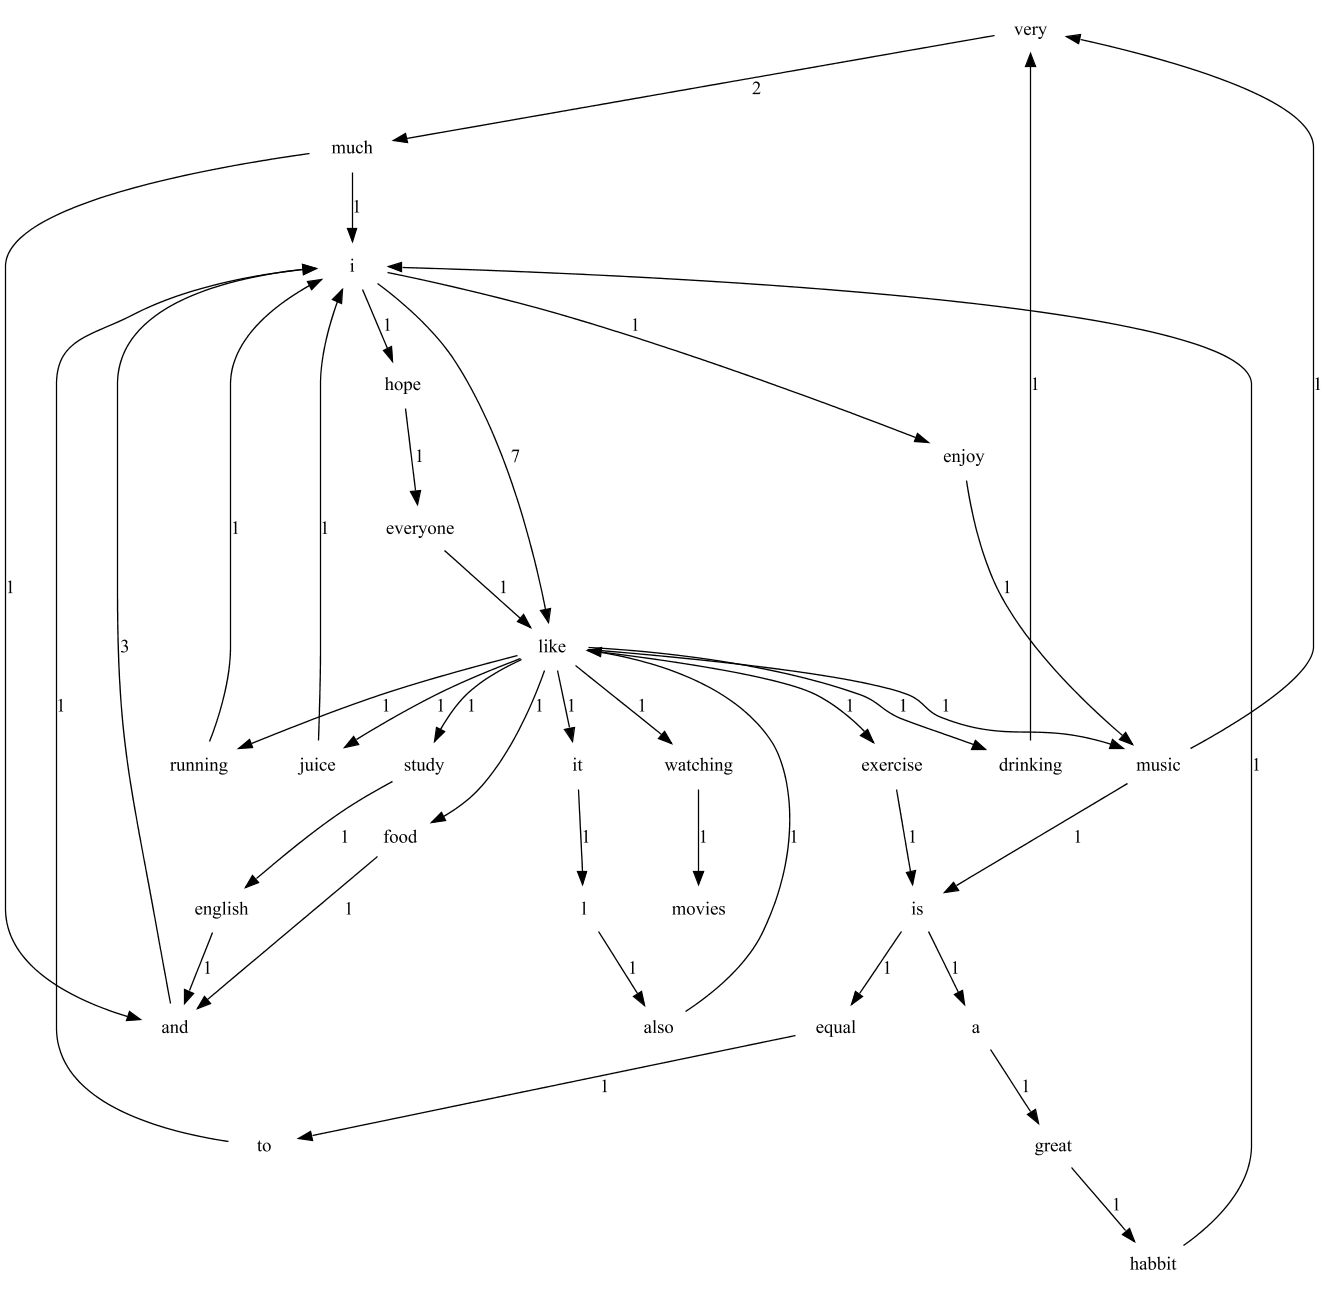 very
2
much
1
i
1
1
hope
1
1
enjoy
1
7
everyone
1
1
1
1
1
1
like
3
1
1
1
1
1
1
1
1
1
1
running
juice
study
it
watching
exercise
drinking
music
1
1
food
1
1
1
1
1
english
1
l
movies
is
1
1
1
1
and
also
equal
a
1
1
to
great
1
habbit